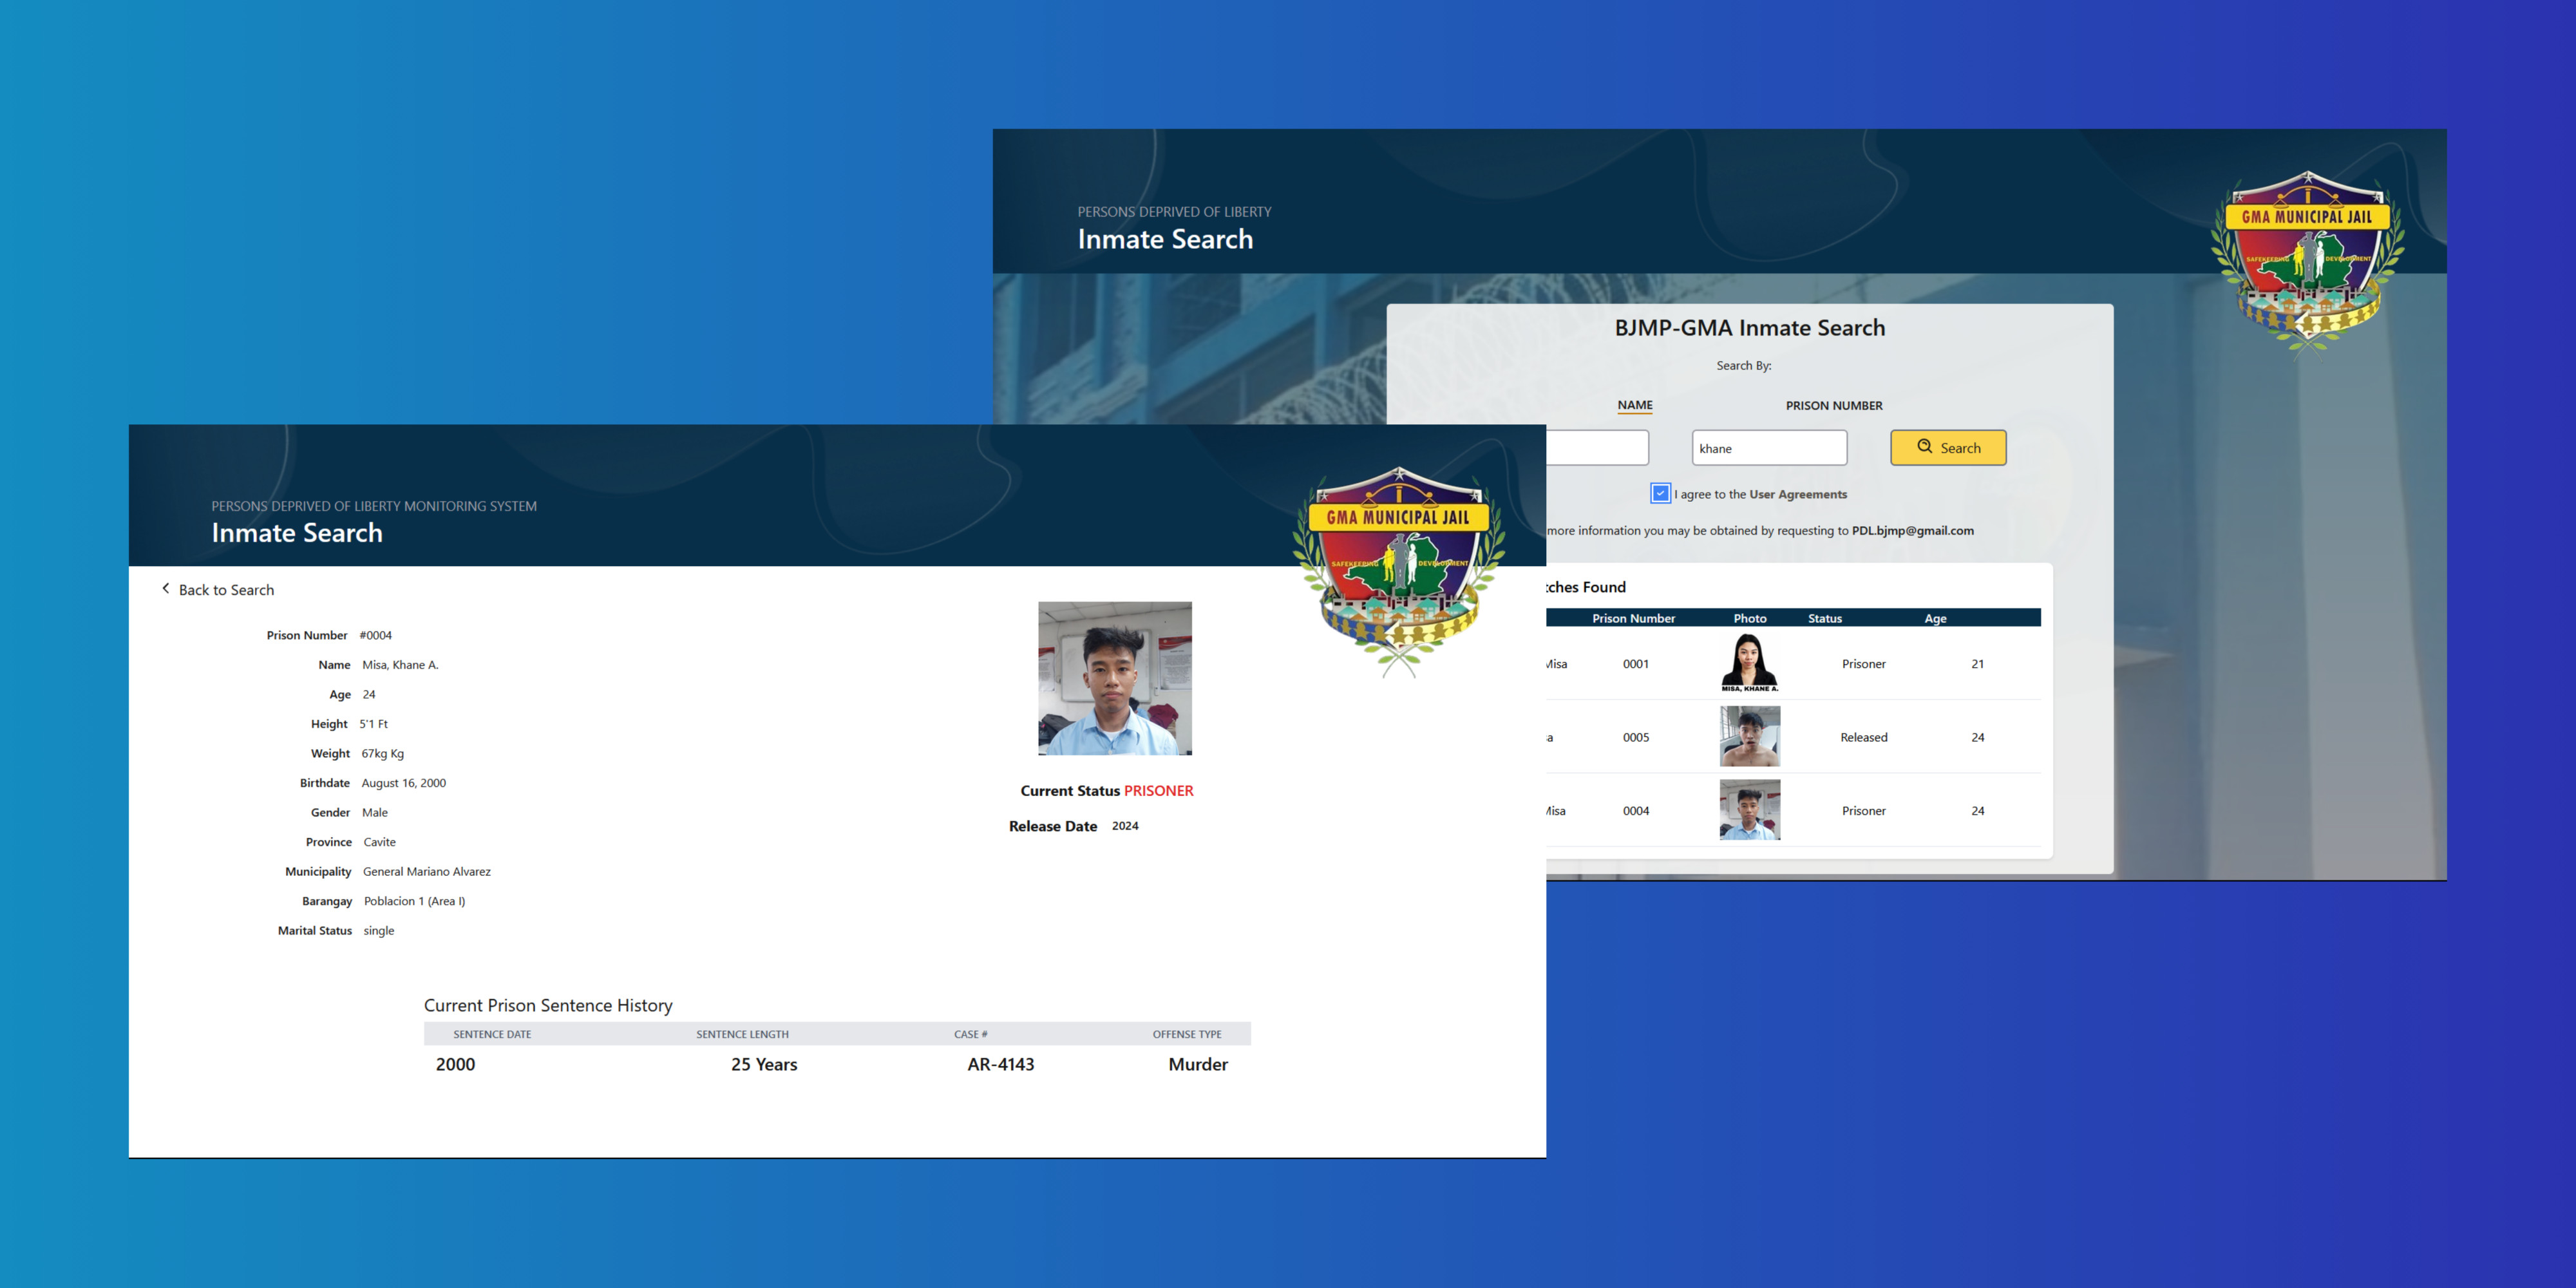 PERSONS DEPRIVED OF LIBERTY
Inmate Search
GMA MUNICIPAL JAIL
SAFEKEEPING DEVELOPMENT
BJMP-GMA Inmate Search
Search By:
NAME PRISON NUMBER
khane Search
I agree to the User Agreements
more information you may be obtained by requesting to PDL.bjmp@gmail.com
tches Found
Prison Number Photo Status Age
Misa 0001 Prisoner 21
MISA, KHANE A.
sa 0005 Released 24
Misa 0004 Prisoner 24
PERSONS DEPRIVED OF LIBERTY MONITORING SYSTEM
Inmate Search
GMA MUNICIPAL JAIL
SAFEKEEPING DEVELOPMENT
Back to Search
Prison Number #0004
Name Misa, Khane A.
Age 24
Height 5'1 Ft
Weight 67kg Kg
Birthdate August 16, 2000
Gender Male
Province Cavite
Municipality General Mariano Alvarez
Barangay Poblacion 1 (Area I)
Marital Status single
Current Status PRISONER
Release Date 2024
Current Prison Sentence History
SENTENCE DATE SENTENCE LENGTH CASE # OFFENSE TYPE
2000 25 Years AR-4143 Murder